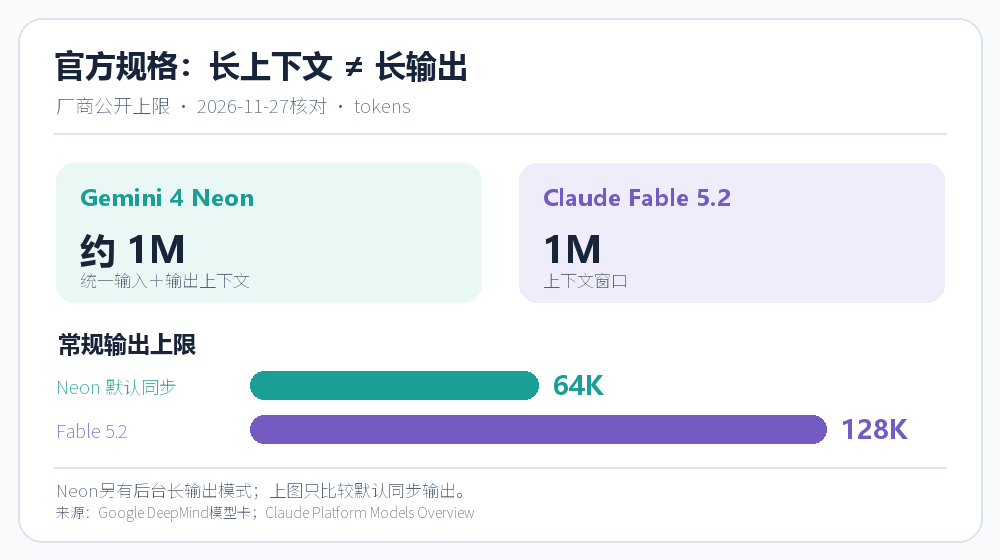 官方规格：长上下文 ≠ 长输出
厂商公开上限 · 2026-11-27核对 · tokens
Gemini 4 Neon
约 1M
统一输入＋输出上下文
Claude Fable 5.2
1M
上下文窗口
常规输出上限
Neon 默认同步
64K
Fable 5.2
128K
Neon另有后台长输出模式；上图只比较默认同步输出。
来源：Google DeepMind模型卡；Claude Platform Models Overview